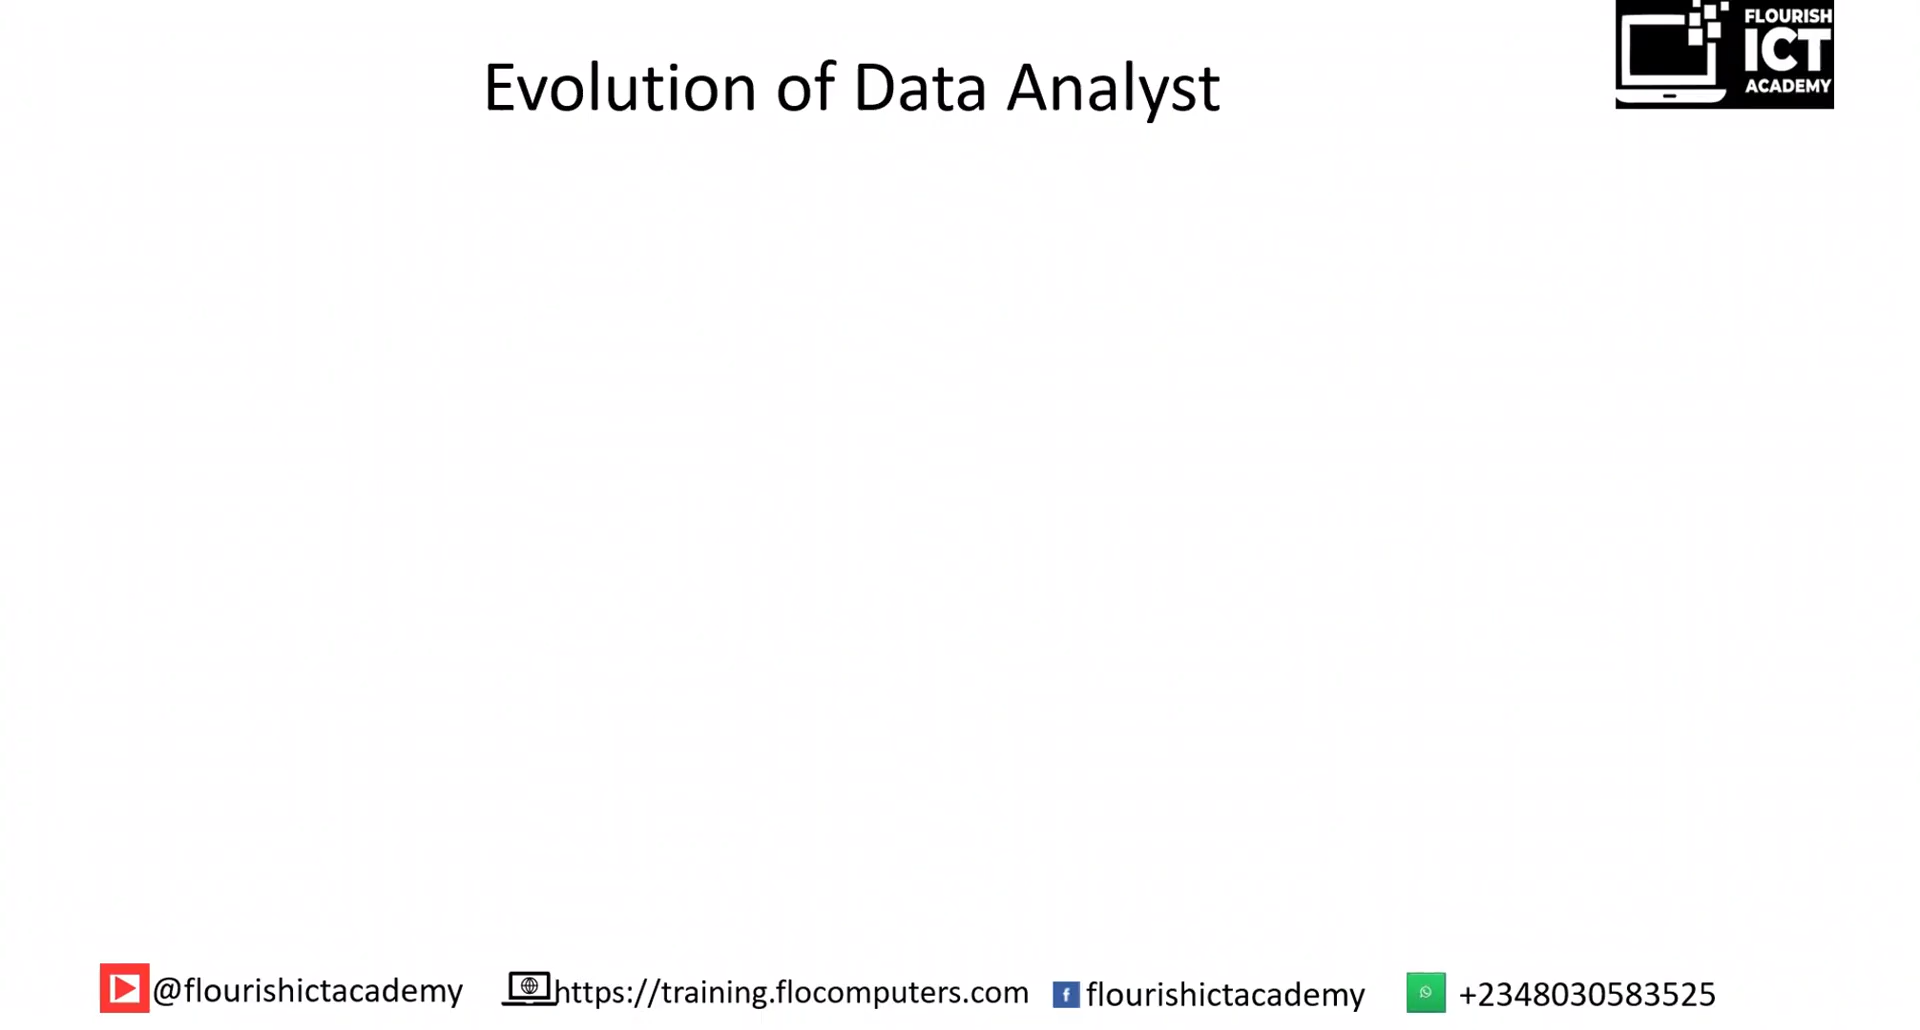 Evolution of Data Analyst
FLOURISH
ICT
ACADEMY
@flourishictacademy
https://training.flocomputers.com
flourishictacademy
+2348030583525